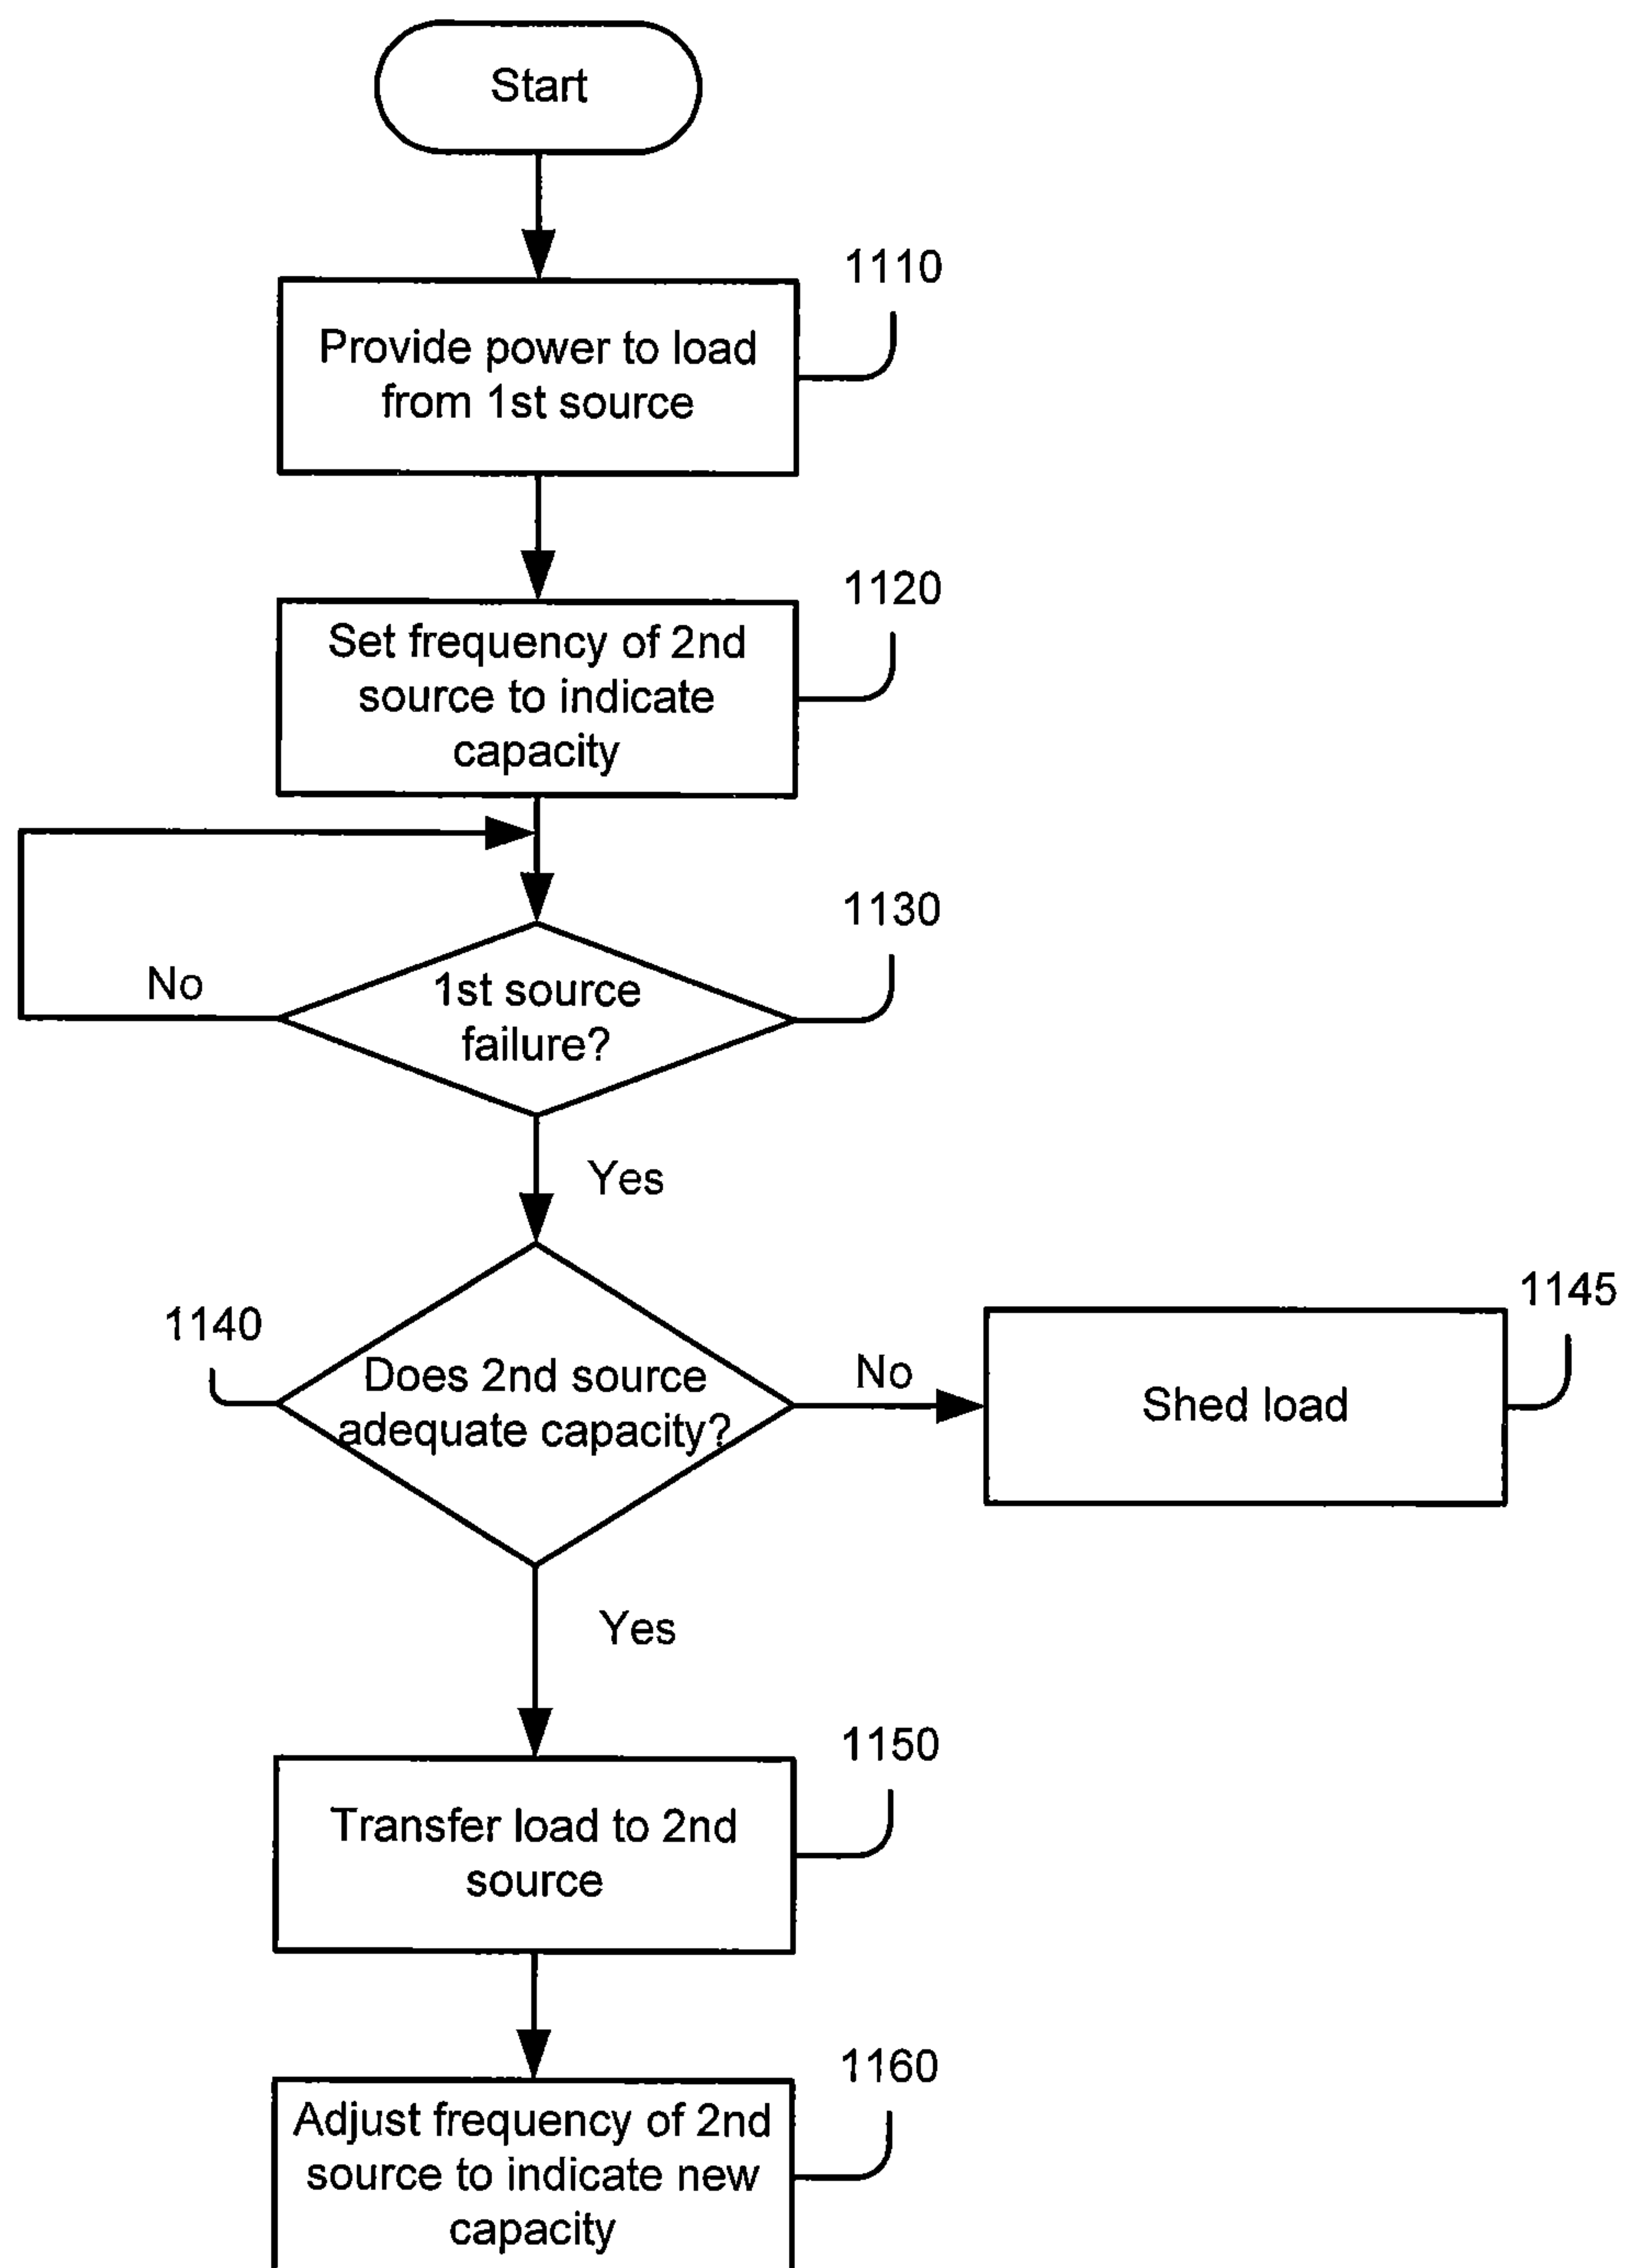 Start
1110
Provide power to load
from 1st source
1120
Set frequency of 2nd
source to indicate
capacity
1130
No
1st source
failure?
Yes
1145
1140
Does 2nd source
adequate capacity?
No
Shed load
Yes
1150
Transfer load to 2nd
source
1160
Adjust frequency of 2nd
source to indicate new
capacity